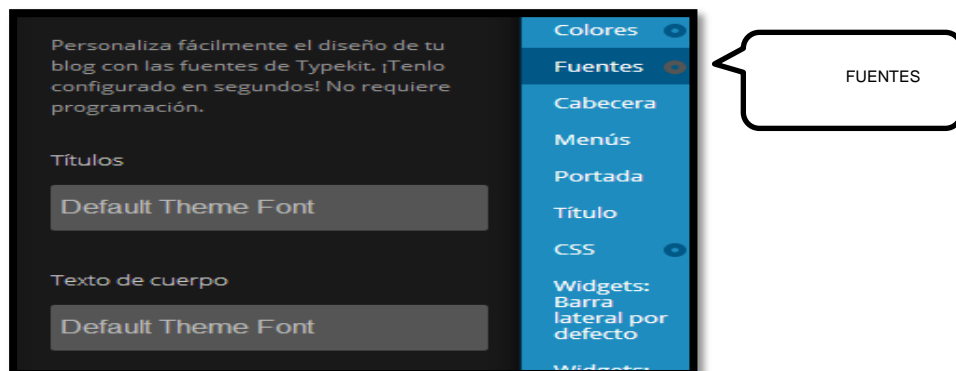 Personaliza fácilmente el diseño de tu
blog con las fuentes de Typekit. ¡Tenlo
configurado en segundos! No requiere
programación.
Títulos
Default Theme Font
Texto de cuerpo
Default Theme Font
Colores
Fuentes
Cabecera
Menús
Portada
Título
CSS
Widgets:
Barra
lateral por
defecto
Widgets:
FUENTES